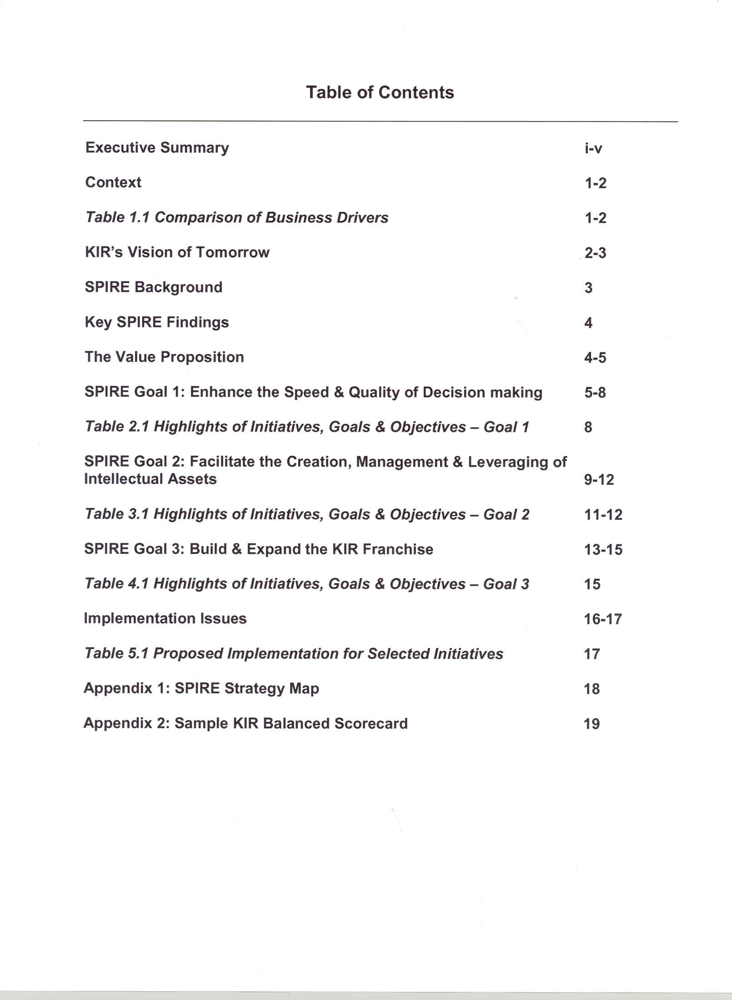 Table of Contents
Executive Summary i-v
Context 1-2
Table 1.1 Comparison of Business Drivers 1-2
KIR's Vision of Tomorrow 2-3
SPIRE Background 3
Key SPIRE Findings 4
The Value Proposition 4-5
SPIRE Goal 1: Enhance the Speed & Quality of Decision making 5-8
Table 2.1 Highlights of Initiatives, Goals & Objectives – Goal 1 8
SPIRE Goal 2: Facilitate the Creation, Management & Leveraging of
Intellectual Assets 9-12
Table 3.1 Highlights of Initiatives, Goals & Objectives – Goal 2 11-12
SPIRE Goal 3: Build & Expand the KIR Franchise 13-15
Table 4.1 Highlights of Initiatives, Goals & Objectives – Goal 3 15
Implementation Issues 16-17
Table 5.1 Proposed Implementation for Selected Initiatives 17
Appendix 1: SPIRE Strategy Map 18
Appendix 2: Sample KIR Balanced Scorecard 19